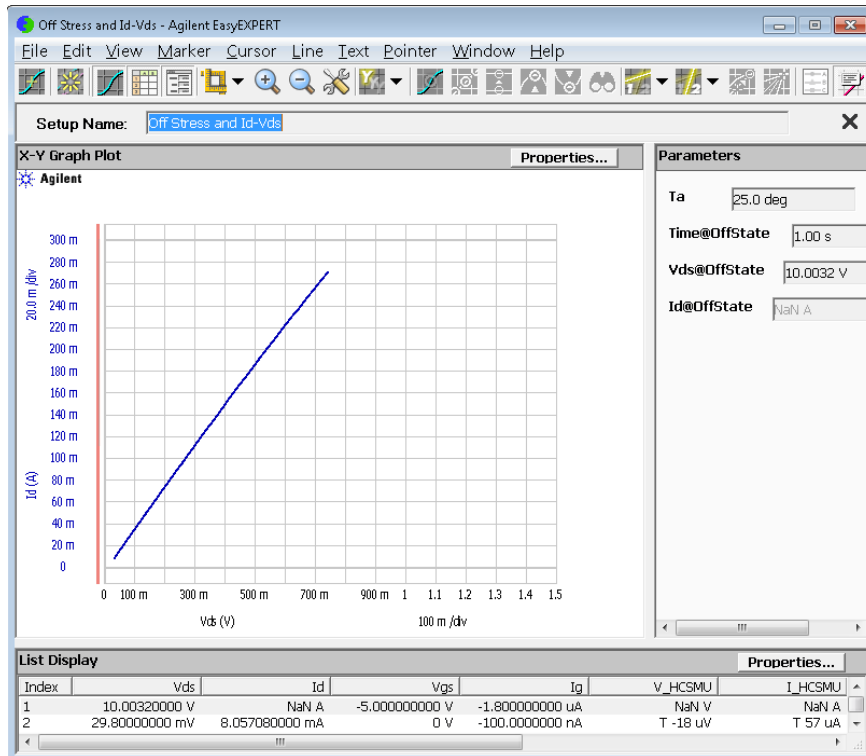 Off Stress and Id-Vds - Agilent EasyEXPERT
File Edit View Marker Cursor Line Text Pointer Window Help
Setup Name: Off Stress and Id-Vds
X-Y Graph Plot Properties...
Agilent
300 m
280 m
260 m
240 m
220 m
200 m
180 m
160 m
140 m
120 m
100 m
80 m
60 m
40 m
20 m
0
20.0 m /div
Id (A)
0 100 m 300 m 500 m 700 m 900 m 1 1.1 1.2 1.3 1.4 1.5
Vds (V) 100 m /div
Parameters
Ta 25.0 deg
Time@OffState 1.00 s
Vds@OffState 10.0032 V
Id@OffState NaN A
List Display Properties...
Index Vds Id Vgs Ig V_HCSMU I_HCSMU
1 10.00320000 V NaN A -5.000000000 V -1.800000000 uA NaN V NaN A
2 29.80000000 mV 8.057080000 mA 0 V -100.0000000 nA T -18 uV T 57 uA